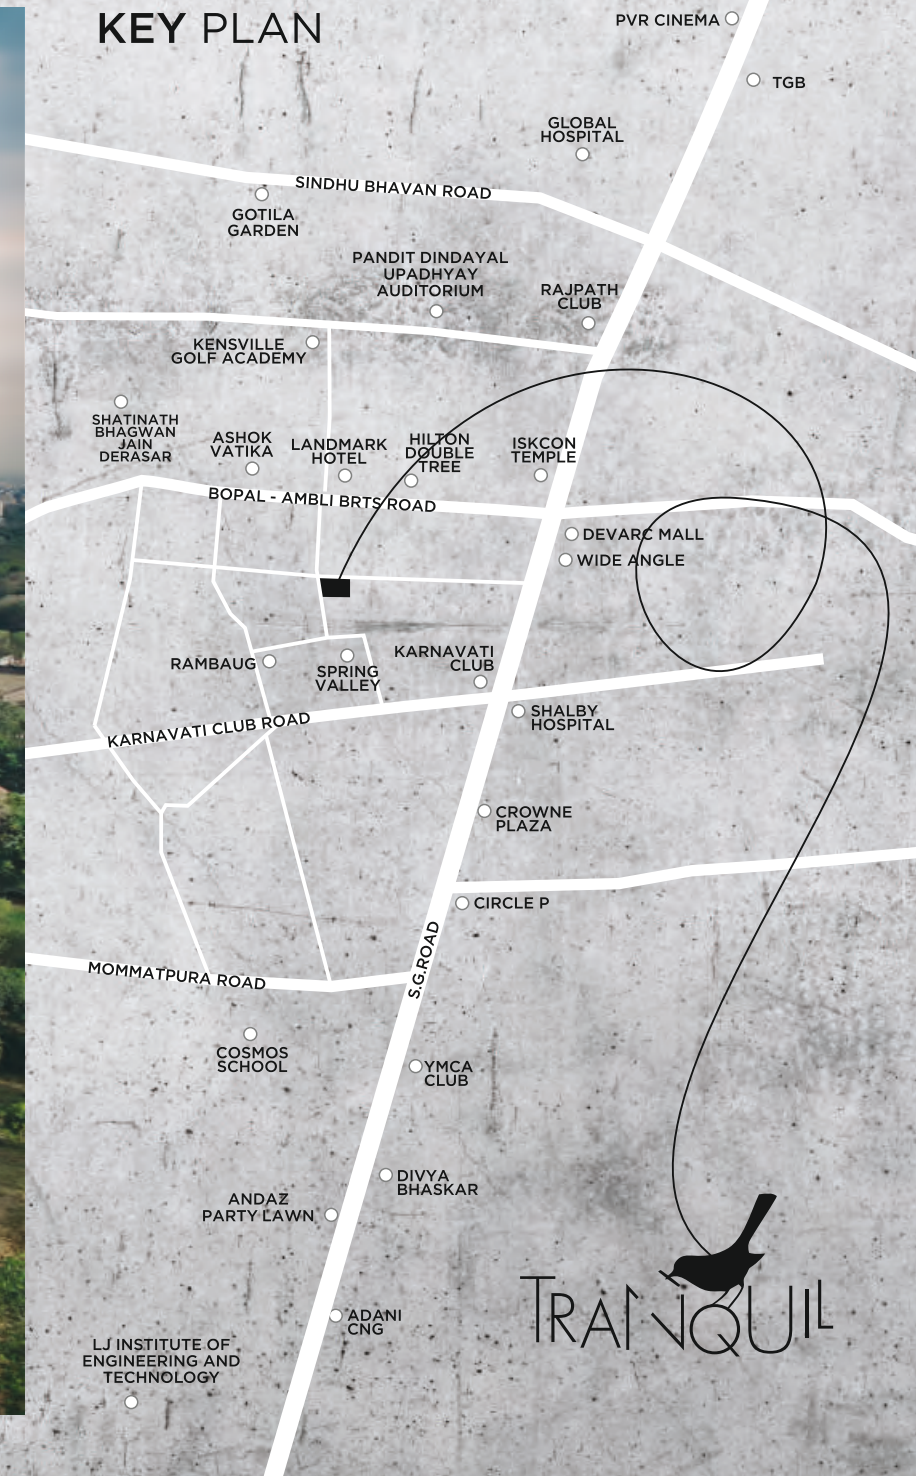 KEY PLAN
PVR CINEMA
TGB
GLOBAL
HOSPITAL
SINDHU BHAVAN ROAD
GOTILA
GARDEN
PANDIT DINDAYAL
UPADHYAY
AUDITORIUM
RAJPATH
CLUB
KENSVILLE
GOLF ACADEMY
SHATINATH
BHAGWAN
JAIN
DERASAR
ASHOK
VATIKA
LANDMARK
HOTEL
HILTON
DOUBLE
TREE
ISKCON
TEMPLE
BOPAL - AMBLI BRTS ROAD
DEVARC MALL
WIDE ANGLE
RAMBAUG
SPRING
VALLEY
KARNAVATI
CLUB
SHALBY
HOSPITAL
KARNAVATI CLUB ROAD
CROWNE
PLAZA
CIRCLE P
S.G.ROAD
MOMMATPURA ROAD
COSMOS
SCHOOL
YMCA
CLUB
DIVYA
BHASKAR
ANDAZ
PARTY LAWN
ADANI
CNG
LJ INSTITUTE OF
ENGINEERING AND
TECHNOLOGY
TRANQUIL